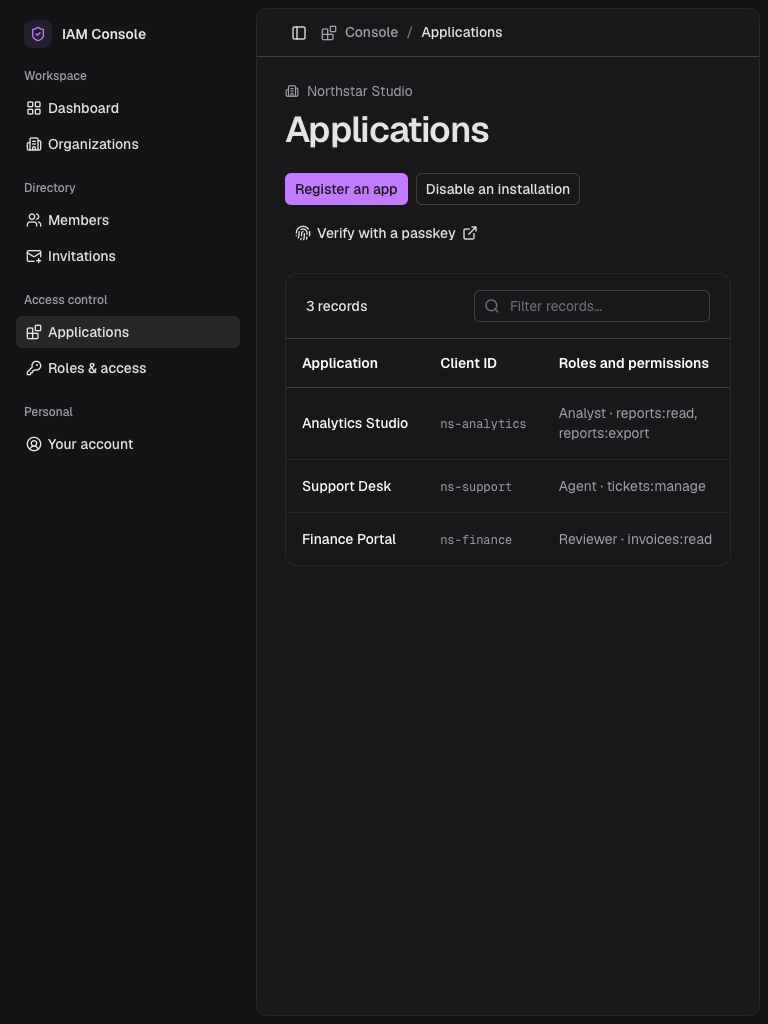 IAM Console
Workspace
Dashboard
Organizations
Directory
Members
Invitations
Access control
Applications
Roles & access
Personal
Your account
Console / Applications
Northstar Studio
Applications
Register an app
Disable an installation
Verify with a passkey
3 records
Filter records...
Application Client ID Roles and permissions
Analytics Studio ns-analytics Analyst · reports:read,
reports:export
Support Desk ns-support Agent · tickets:manage
Finance Portal ns-finance Reviewer · invoices:read